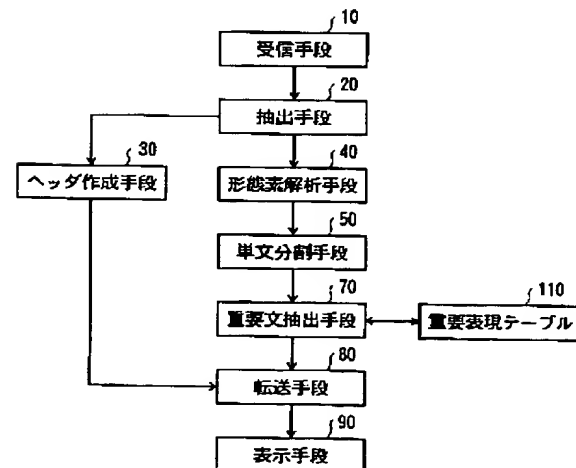 10
受信手段
20
抽出手段
30
ヘッダ作成手段
40
形態素解析手段
50
単文分割手段
70
重要文抽出手段
110
重要表現テーブル
80
転送手段
90
表示手段